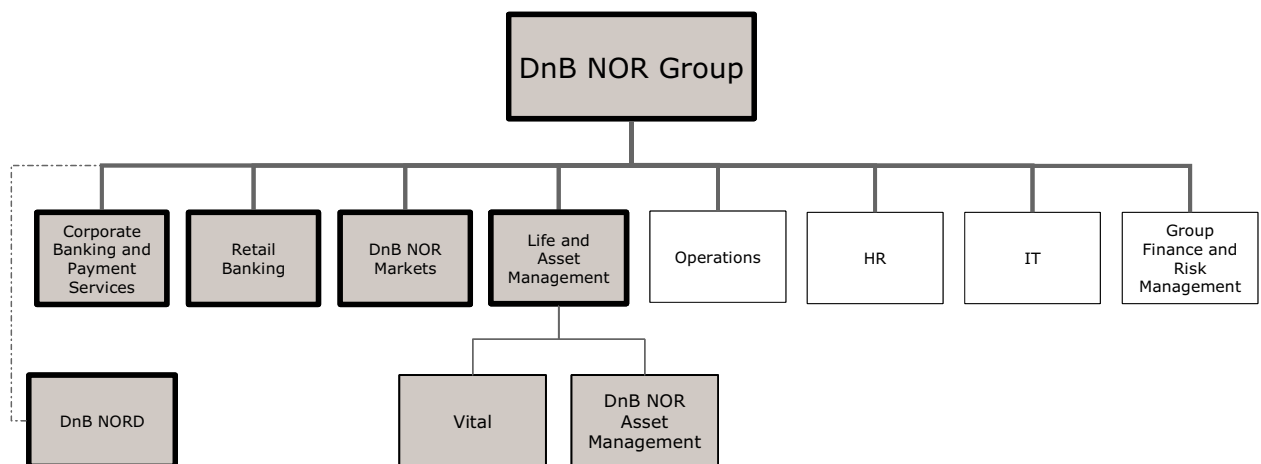 DnB NOR Group
Corporate
Banking and
Payment
Services
Retail
Banking
DnB NOR
Markets
Life and
Asset
Management
Operations
HR
IT
Group
Finance and
Risk
Management
DnB NORD
Vital
DnB NOR
Asset
Management